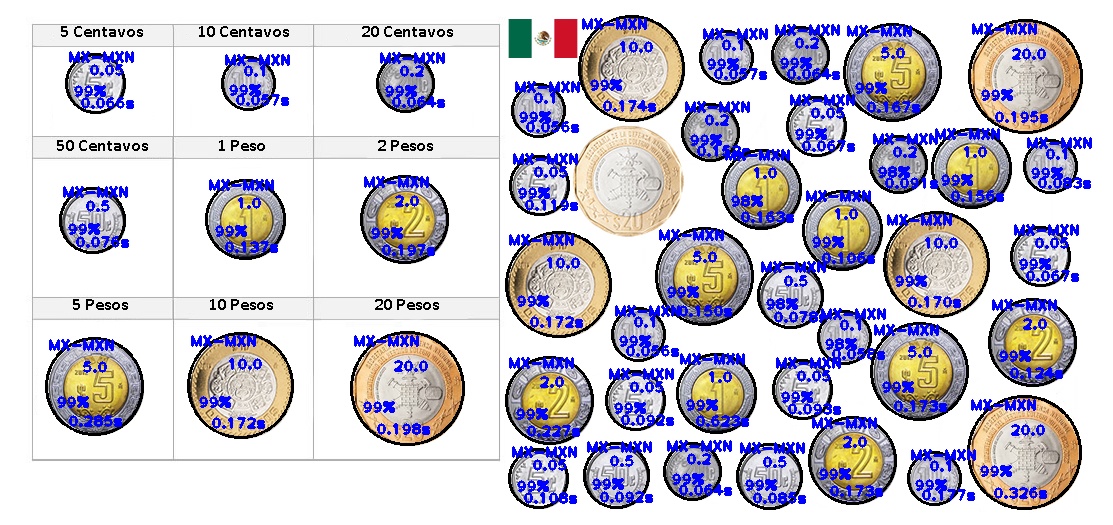 5 Centavos
10 Centavos
20 Centavos
MX-MXN
0.05
99%
0.066s
MX-MXN
0.1
99%
0.057s
MX-MXN
0.2
99%
0.064s
50 Centavos
1 Peso
2 Pesos
MX-MXN
0.5
99%
MX-MXN
1.0
99%
0.137s
MX-MXN
2.0
99%
0.197s
5 Pesos
10 Pesos
20 Pesos
MX-MXN
5.0
99%
0.285s
MX-MXN
10.0
99%
0.172s
MX-MXN
20.0
99%
0.198s
MX-MXN
10.0
99%
0.174s
MX-MXN
0.1
99%
0.057s
MX-MXN
0.2
99%
0.064s
MX-MXN
5.0
99%
0.167s
MX-MXN
20.0
99%
0.195s
MX-MXN
0.1
99%
0.056s
MX-MXN
0.2
99%
MX-MXN
0.05
99%
0.067s
MX-MXN
0.2
98%
0.091s
MX-MXN
1.0
99%
0.156s
MX-MXN
0.1
99%
0.083s
MX-MXN
0.05
99%
0.119s
$20
MX-MXN
1.0
98%
0.163s
MX-MXN
1.0
99%
0.106s
MX-MXN
10.0
99%
0.172s
MX-MXN
5.0
99%
0.150s
MX-MXN
0.5
98%
MX-MXN
10.0
99%
0.170s
MX-MXN
0.05
99%
0.067s
MX-MXN
0.1
99%
0.056s
MX-MXN
0.1
98%
MX-MXN
5.0
99%
0.173s
MX-MXN
2.0
99%
0.124s
MX-MXN
2.0
99%
0.227s
MX-MXN
0.05
99%
0.092s
MX-MXN
1.0
99%
0.623s
MX-MXN
0.05
99%
MX-MXN
20.0
99%
0.326s
MX-MXN
0.05
99%
0.108s
MX-MXN
0.5
99%
0.092s
MX-MXN
0.2
99%
0.064s
MX-MXN
0.5
99%
0.085s
MX-MXN
2.0
99%
0.173s
MX-MXN
0.1
99%
0.177s